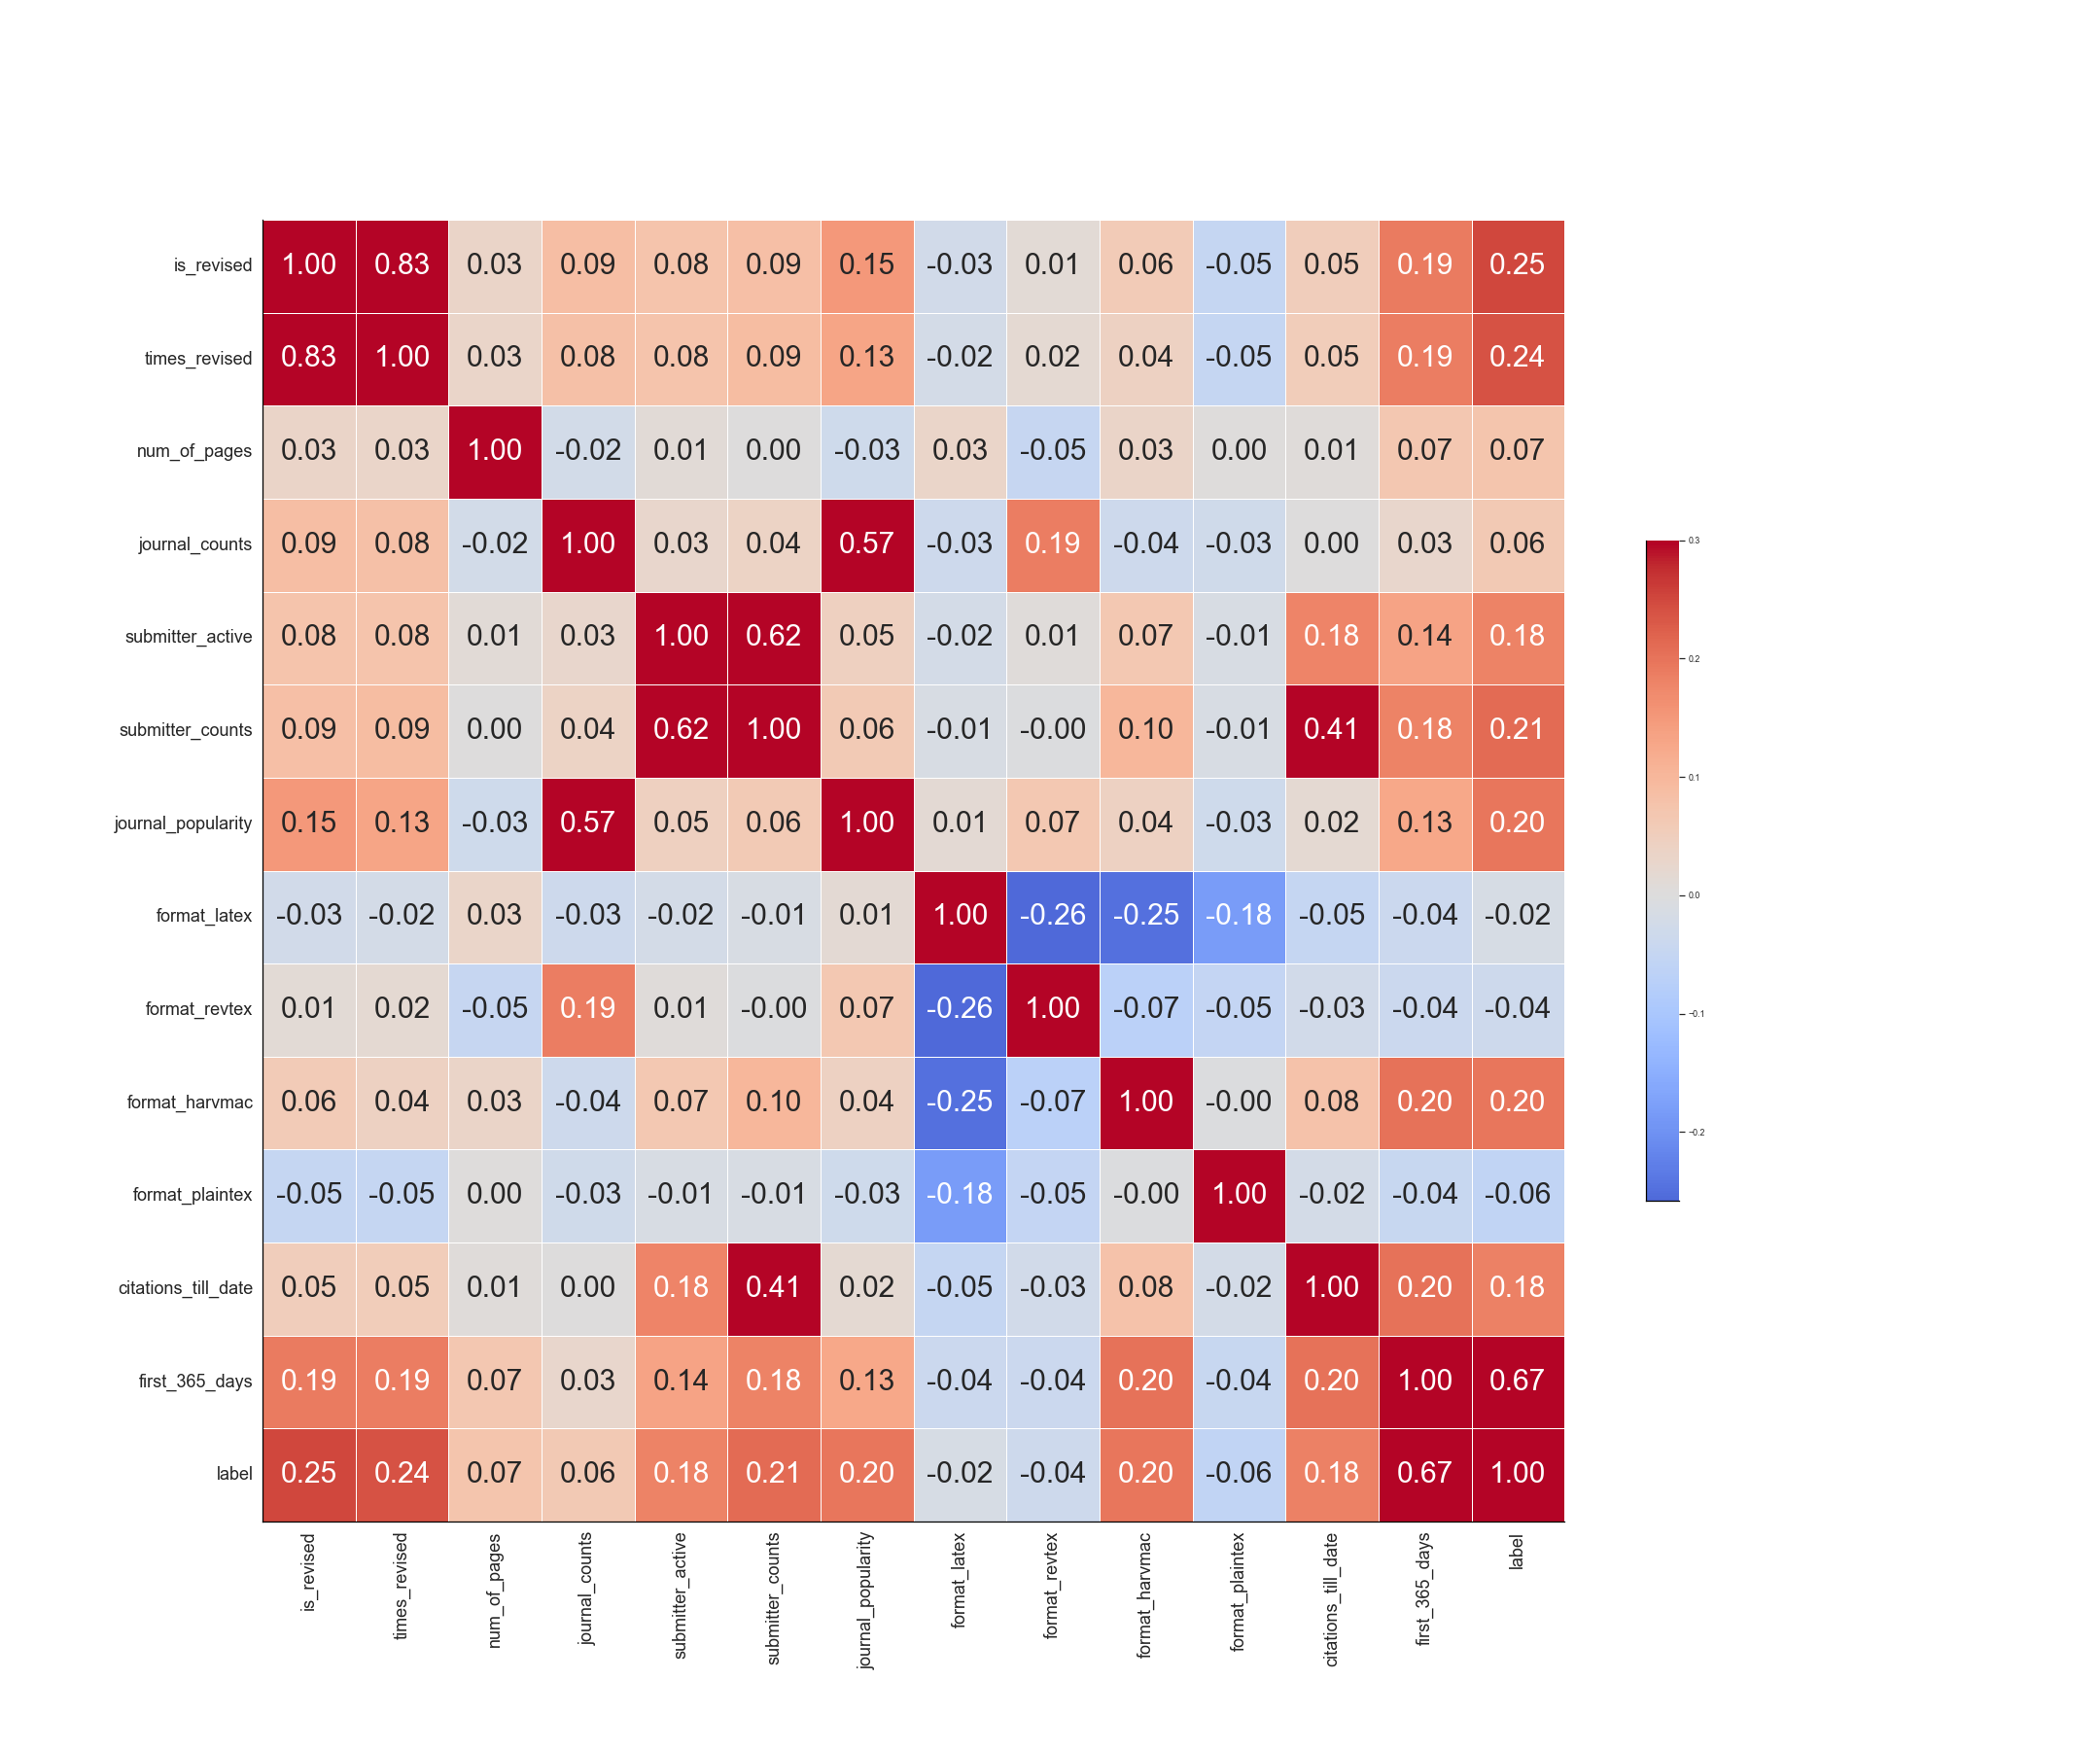 is_revised 1.00 0.83 0.03 0.09 0.08 0.09 0.15 -0.03 0.01 0.06 -0.05 0.05 0.19 0.25
times_revised 0.83 1.00 0.03 0.08 0.08 0.09 0.13 -0.02 0.02 0.04 -0.05 0.05 0.19 0.24
num_of_pages 0.03 0.03 1.00 -0.02 0.01 0.00 -0.03 0.03 -0.05 0.03 0.00 0.01 0.07 0.07
journal_counts 0.09 0.08 -0.02 1.00 0.03 0.04 0.57 -0.03 0.19 -0.04 -0.03 0.00 0.03 0.06
submitter_active 0.08 0.08 0.01 0.03 1.00 0.62 0.05 -0.02 0.01 0.07 -0.01 0.18 0.14 0.18
submitter_counts 0.09 0.09 0.00 0.04 0.62 1.00 0.06 -0.01 -0.00 0.10 -0.01 0.41 0.18 0.21
journal_popularity 0.15 0.13 -0.03 0.57 0.05 0.06 1.00 0.01 0.07 0.04 -0.03 0.02 0.13 0.20
format_latex -0.03 -0.02 0.03 -0.03 -0.02 -0.01 0.01 1.00 -0.26 -0.25 -0.18 -0.05 -0.04 -0.02
format_revtex 0.01 0.02 -0.05 0.19 0.01 -0.00 0.07 -0.26 1.00 -0.07 -0.05 -0.03 -0.04 -0.04
format_harvmac 0.06 0.04 0.03 -0.04 0.07 0.10 0.04 -0.25 -0.07 1.00 -0.00 0.08 0.20 0.20
format_plaintex -0.05 -0.05 0.00 -0.03 -0.01 -0.01 -0.03 -0.18 -0.05 -0.00 1.00 -0.02 -0.04 -0.06
citations_till_date 0.05 0.05 0.01 0.00 0.18 0.41 0.02 -0.05 -0.03 0.08 -0.02 1.00 0.20 0.18
first_365_days 0.19 0.19 0.07 0.03 0.14 0.18 0.13 -0.04 -0.04 0.20 -0.04 0.20 1.00 0.67
label 0.25 0.24 0.07 0.06 0.18 0.21 0.20 -0.02 -0.04 0.20 -0.06 0.18 0.67 1.00
is_revised
times_revised
num_of_pages
journal_counts
submitter_active
submitter_counts
journal_popularity
format_latex
format_revtex
format_harvmac
format_plaintex
citations_till_date
first_365_days
label
0.3
0.2
0.1
0.0
−0.1
−0.2